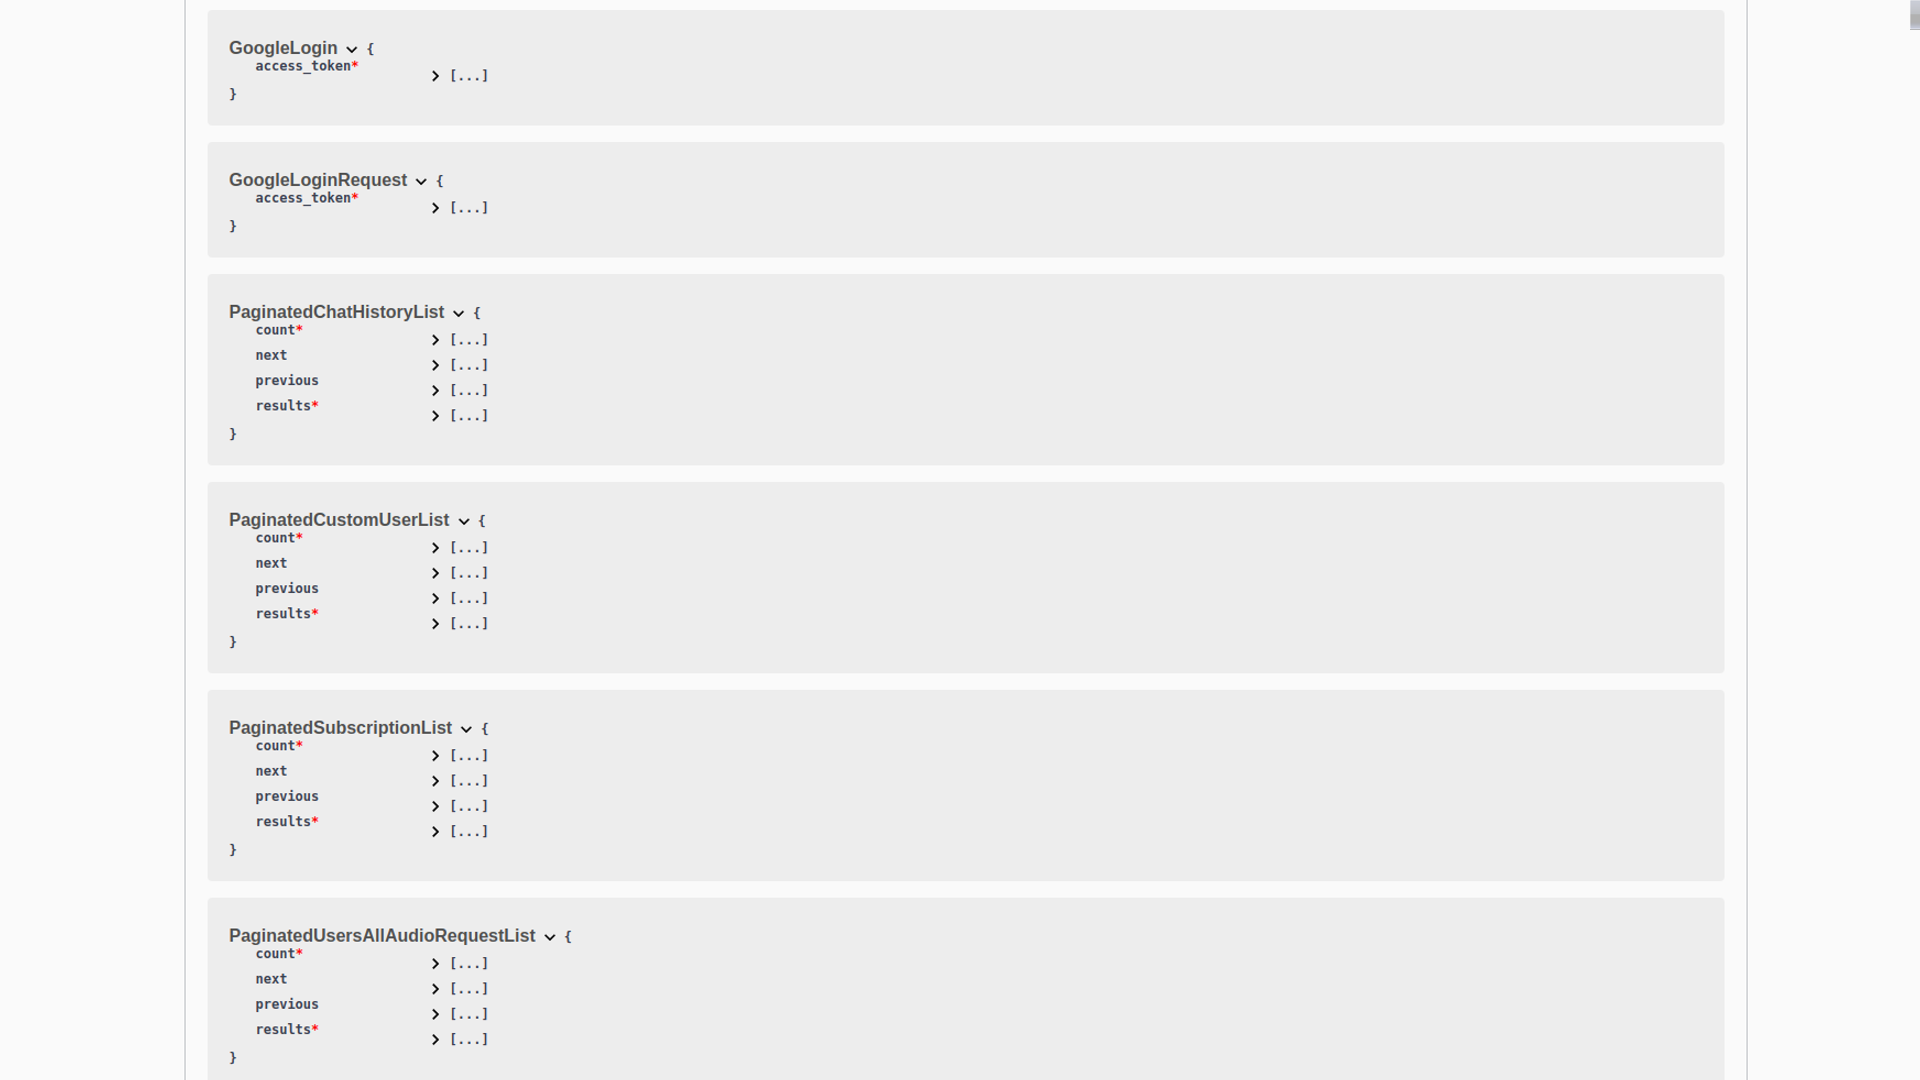 GoogleLogin {
access_token* [...]
}
GoogleLoginRequest {
access_token* [...]
}
PaginatedChatHistoryList {
count* [...]
next [...]
previous [...]
results* [...]
}
PaginatedCustomUserList {
count* [...]
next [...]
previous [...]
results* [...]
}
PaginatedSubscriptionList {
count* [...]
next [...]
previous [...]
results* [...]
}
PaginatedUsersAllAudioRequestList {
count* [...]
next [...]
previous [...]
results* [...]
}